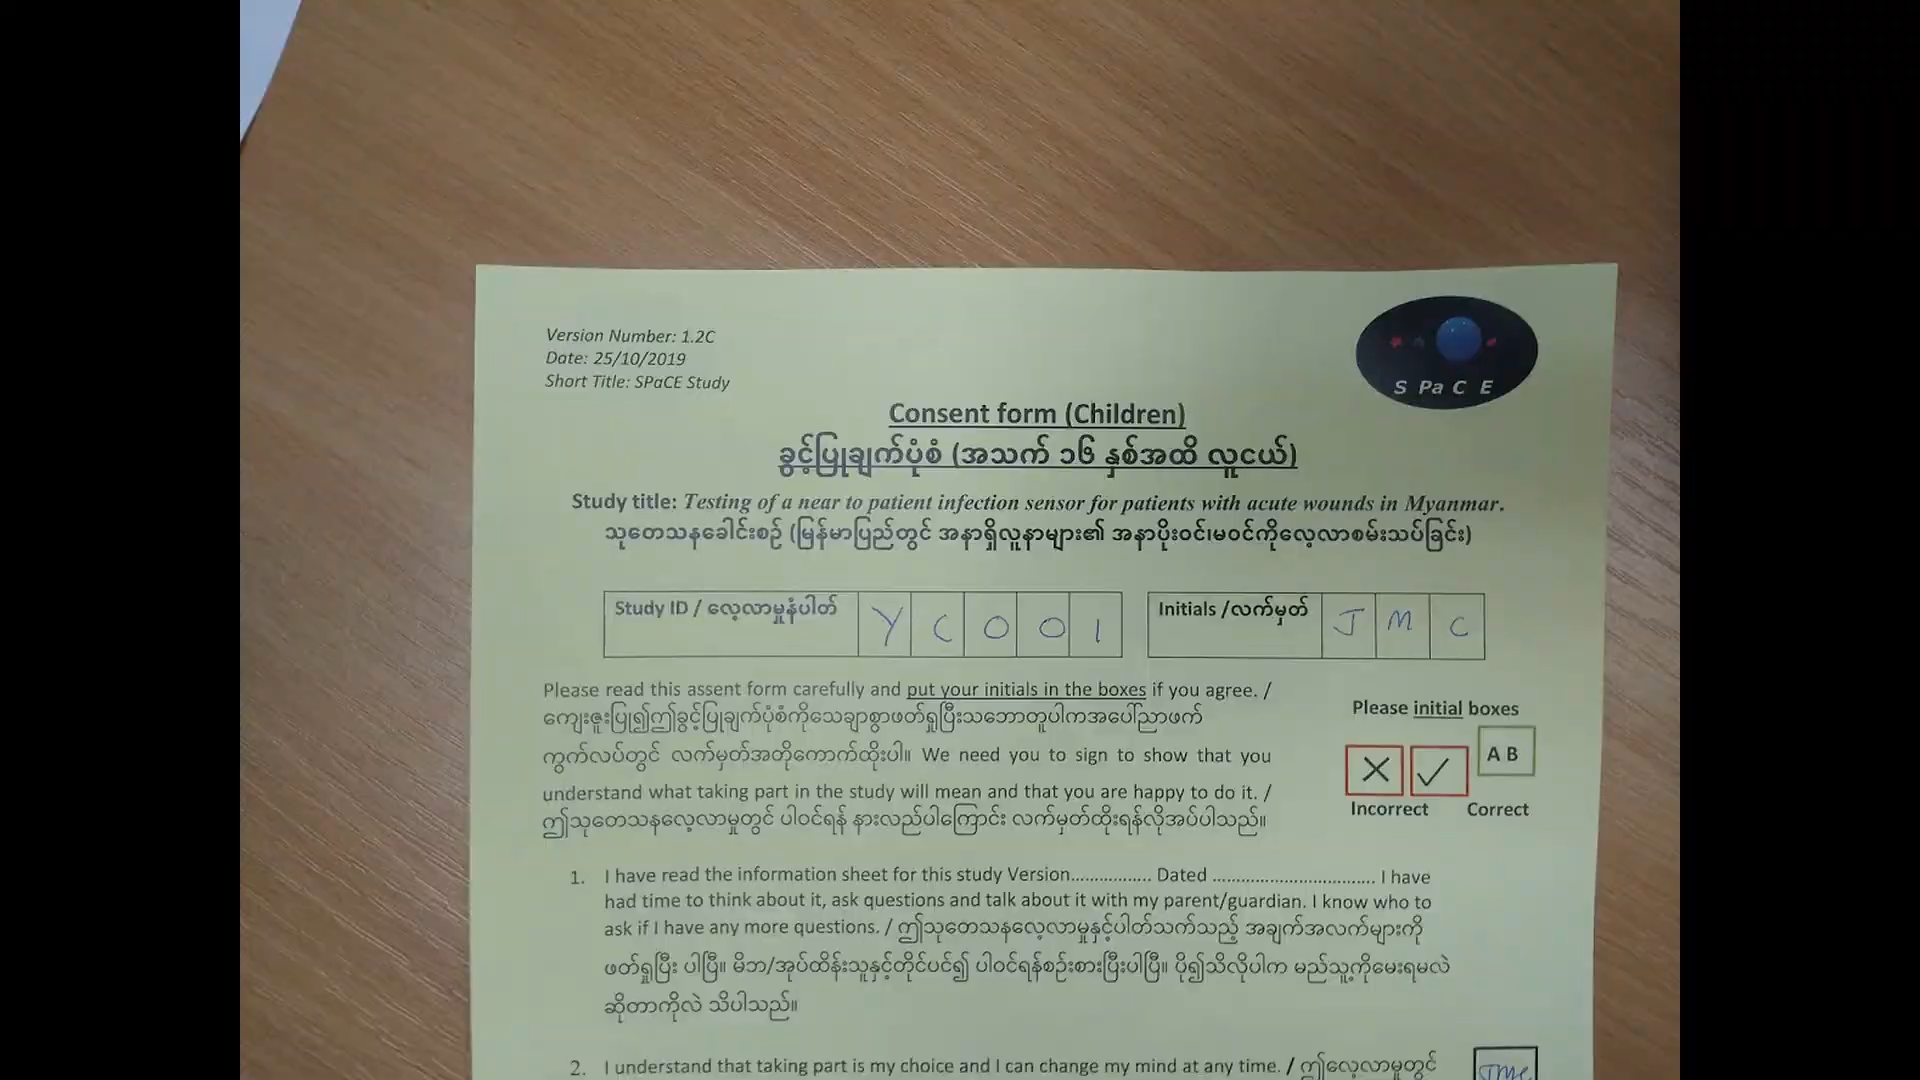 Version Number: 1.2C
Date: 25/10/2019
Short Title: SPaCE Study
S Pa C E
Consent form (Children)
ခွင့်ပြုချက်ပုံစံ (အသက် ၁၆ နှစ်အထိ လူငယ်)
Study title: Testing of a near to patient infection sensor for patients with acute wounds in Myanmar.
သုတေသနခေါင်းစဉ် (မြန်မာပြည်တွင် အနာရှိလူနာများ၏ အနာပိုးဝင်၊မဝင်ကိုလေ့လာစမ်းသပ်ခြင်း)
Study ID / လေ့လာမှုနံပါတ် Y C 0 0 1 Initials /လက်မှတ် J M C
Please read this assent form carefully and put your initials in the boxes if you agree. /
ကျေးဇူးပြု၍ဤခွင့်ပြုချက်ပုံစံကိုသေချာစွာဖတ်ရှုပြီးသဘောတူပါကအပေါ်ညာဖက်
ကွက်လပ်တွင် လက်မှတ်အတိုကောက်ထိုးပါ။ We need you to sign to show that you
understand what taking part in the study will mean and that you are happy to do it. /
ဤသုတေသနလေ့လာမှုတွင် ပါဝင်ရန် နားလည်ပါကြောင်း လက်မှတ်ထိုးရန်လိုအပ်ပါသည်။
Please initial boxes
A B
Incorrect Correct
1. I have read the information sheet for this study Version................ Dated ................................ I have
had time to think about it, ask questions and talk about it with my parent/guardian. I know who to
ask if I have any more questions. / ဤသုတေသနလေ့လာမှုနှင့်ပါတ်သက်သည့် အချက်အလက်များကို
ဖတ်ရှုပြီး ပါပြီ။ မိဘ/အုပ်ထိန်းသူနှင့်တိုင်ပင်၍ ပါဝင်ရန်စဉ်းစားပြီးပါပြီ။ ပို၍သိလိုပါက မည်သူ့ကိုမေးရမလဲ
ဆိုတာကိုလဲ သိပါသည်။
2. I understand that taking part is my choice and I can change my mind at any time. / ဤလေ့လာမှုတွင်
JMC